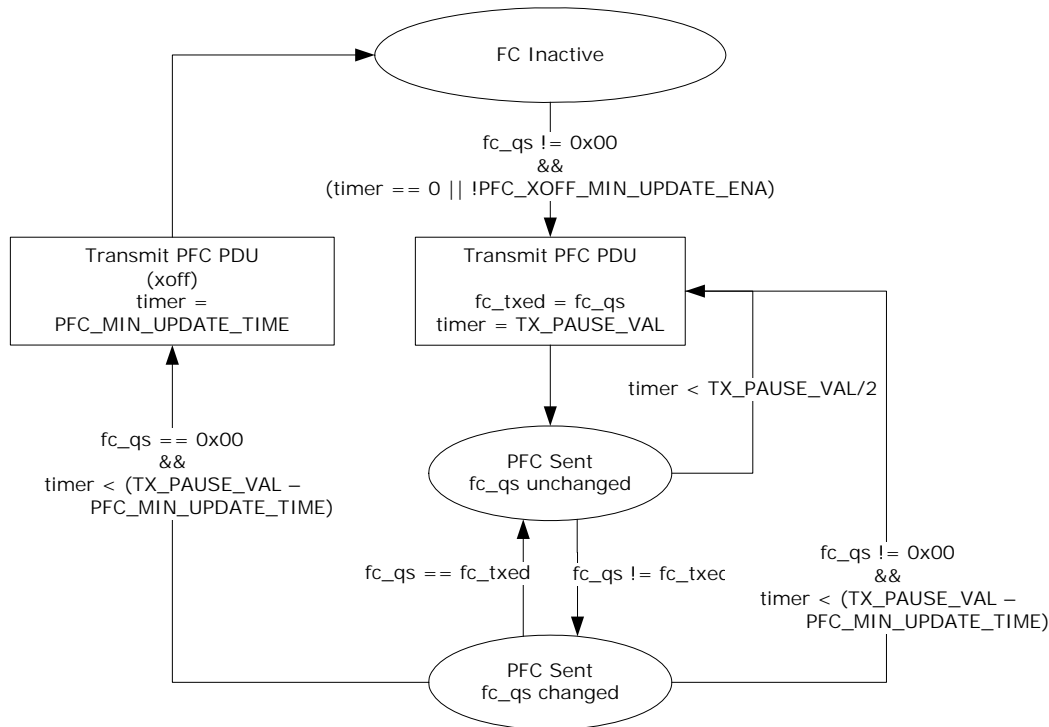 FC Inactive
fc_qs != 0x00
&&
(timer == 0 || !PFC_XOFF_MIN_UPDATE_ENA)
Transmit PFC PDU
(xoff)
timer =
PFC_MIN_UPDATE_TIME
Transmit PFC PDU
fc_txed = fc_qs
timer = TX_PAUSE_VAL
timer < TX_PAUSE_VAL/2
fc_qs == 0x00
&&
timer < (TX_PAUSE_VAL –
PFC_MIN_UPDATE_TIME)
PFC Sent
fc_qs unchanged
fc_qs == fc_txed
fc_qs != fc_txed
fc_qs != 0x00
&&
timer < (TX_PAUSE_VAL –
PFC_MIN_UPDATE_TIME)
PFC Sent
fc_qs changed